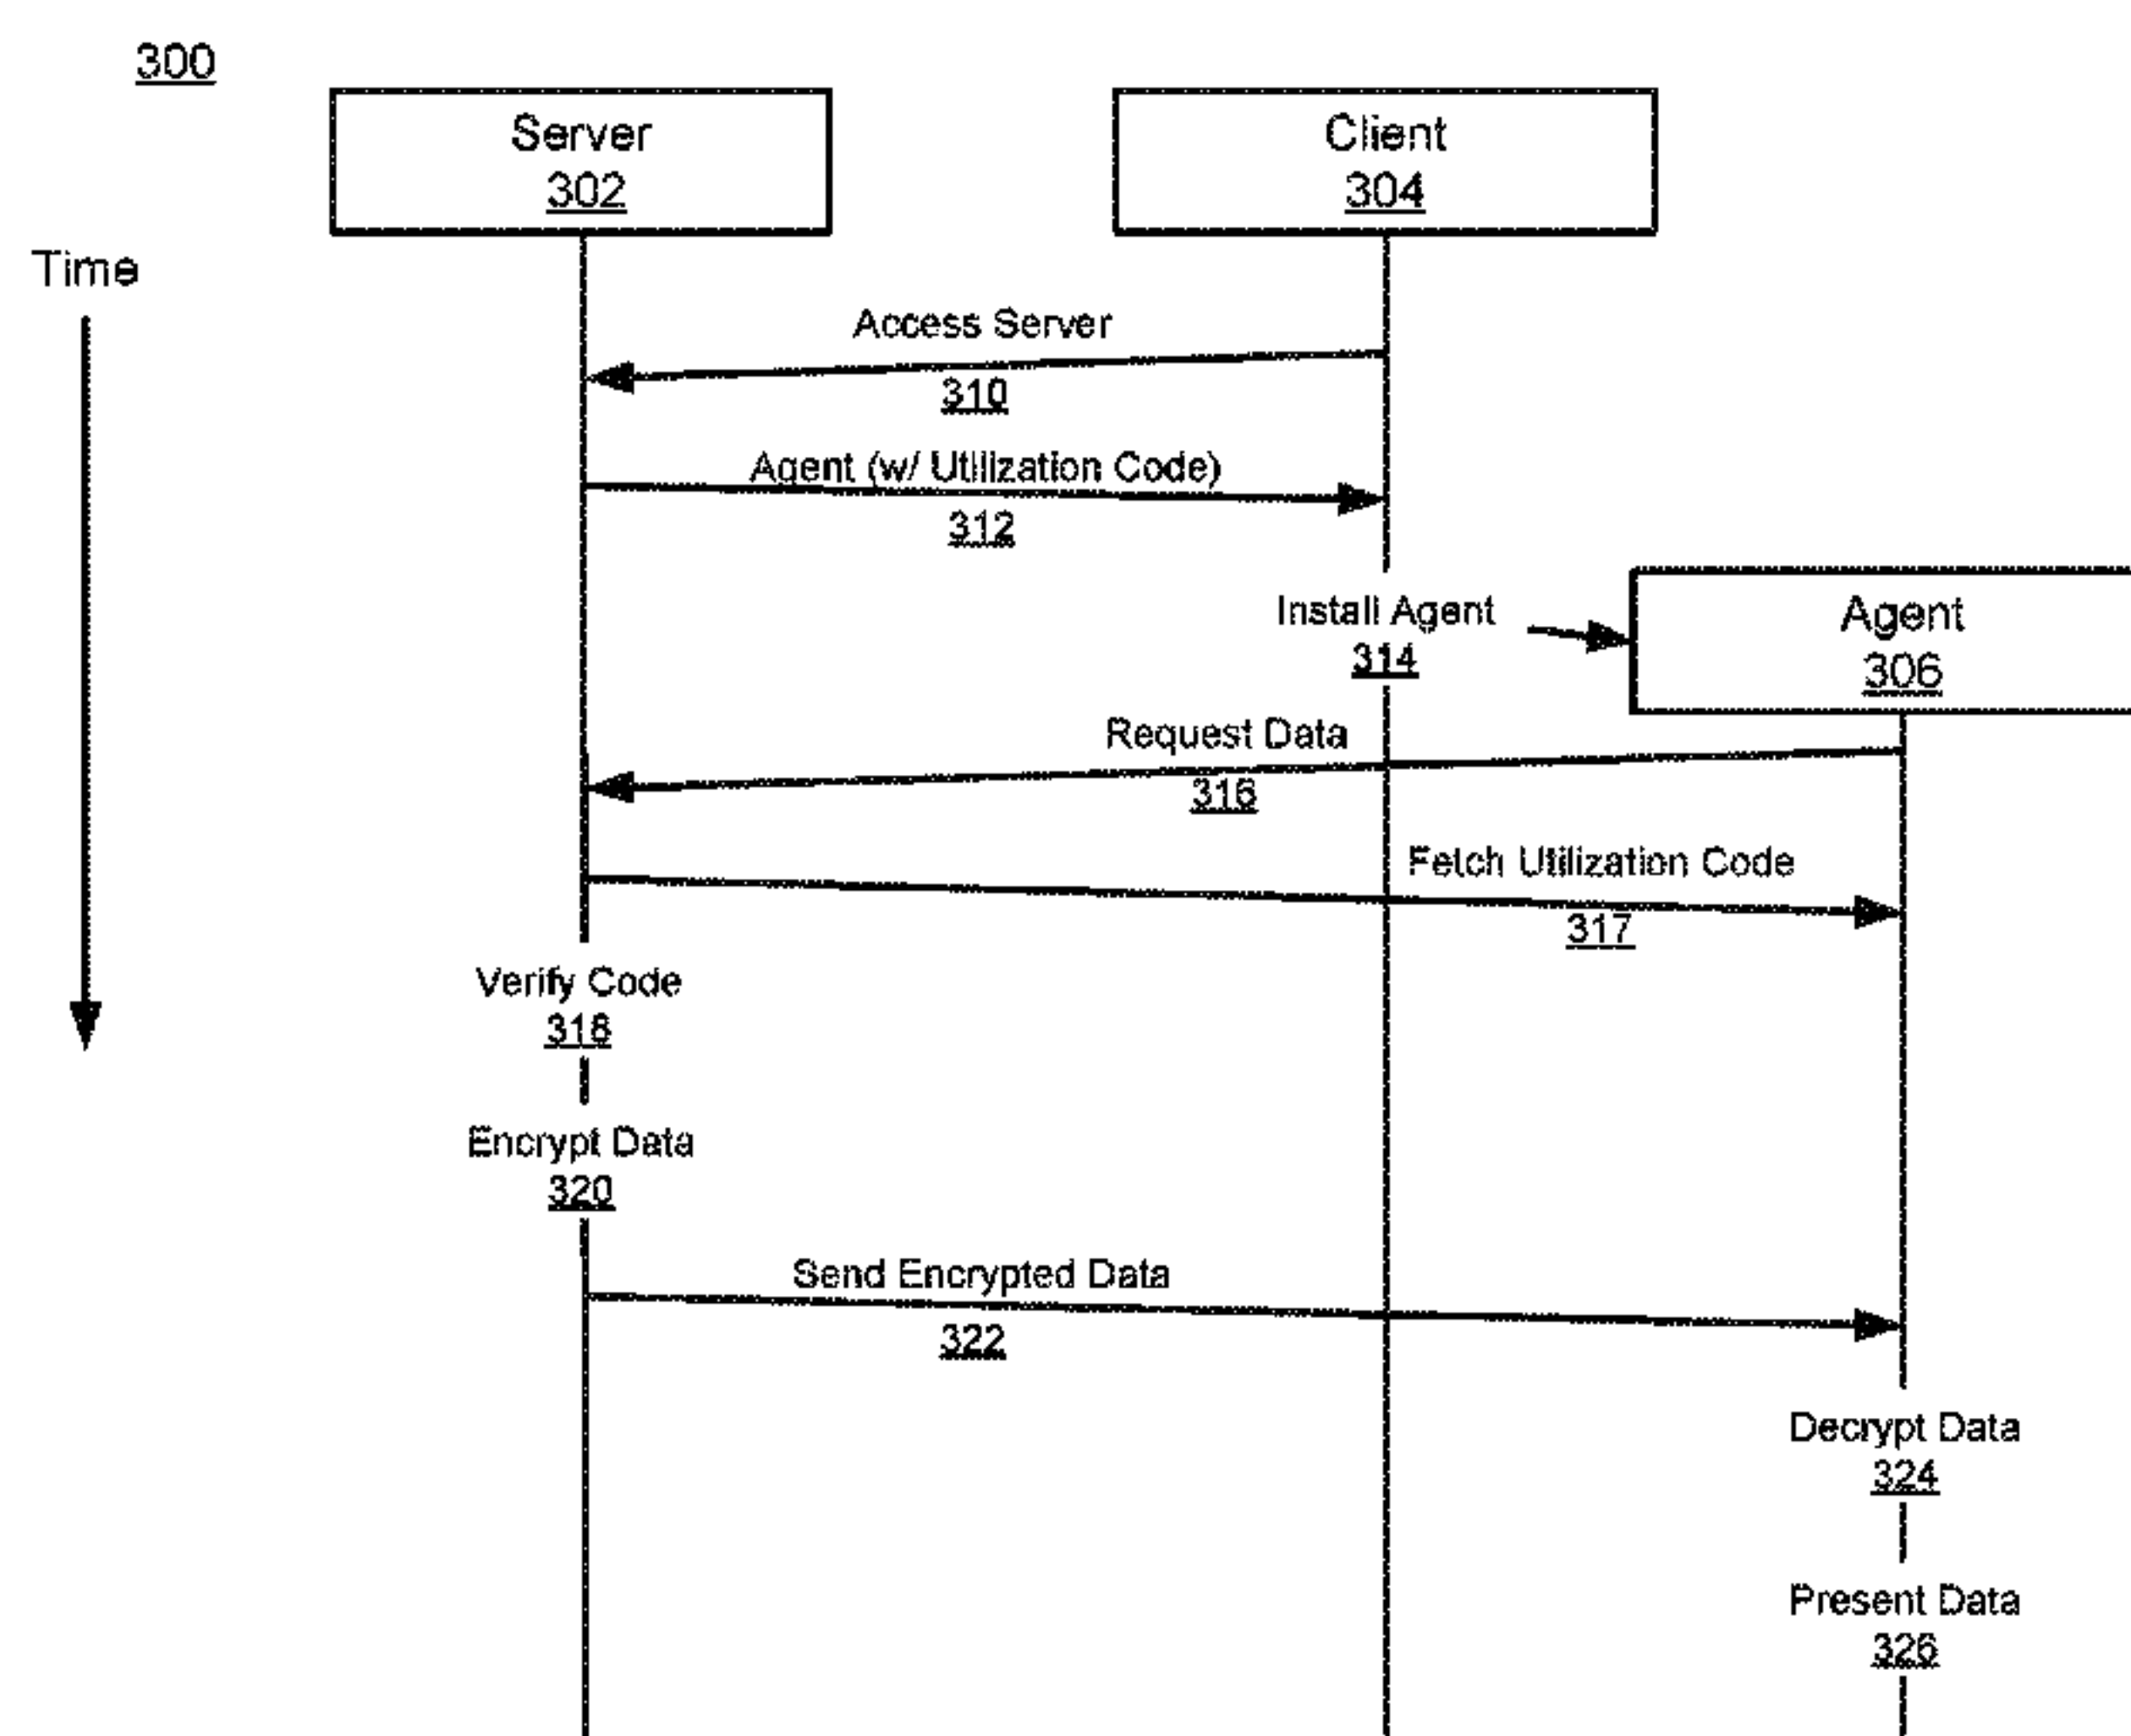 300
Server
302
Client
304
Time
Access Server
310
Agent (w/ Utilization Code)
312
Install Agent
314
Agent
306
Request Data
316
Fetch Utilization Code
317
Verify Code
318
Encrypt Data
320
Send Encrypted Data
322
Decrypt Data
324
Present Data
326